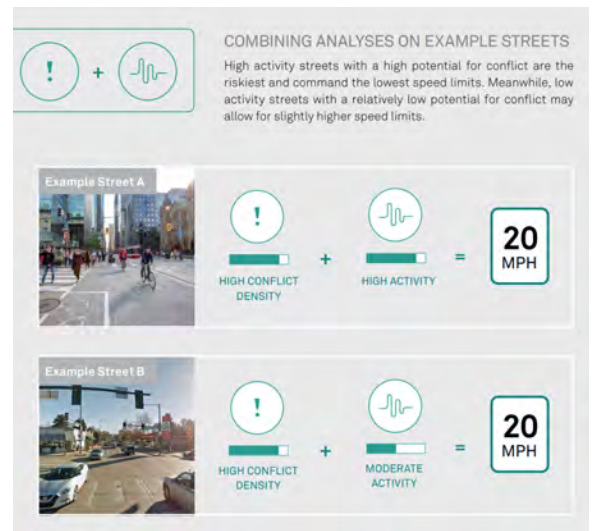 !
+
COMBINING ANALYSES ON EXAMPLE STREETS
High activity streets with a high potential for conflict are the
riskiest and command the lowest speed limits. Meanwhile, low
activity streets with a relatively low potential for conflict may
allow for slightly higher speed limits.
Example Street A
!
+
=
20
MPH
HIGH CONFLICT
DENSITY
HIGH ACTIVITY
Example Street B
!
+
=
20
MPH
HIGH CONFLICT
DENSITY
MODERATE
ACTIVITY